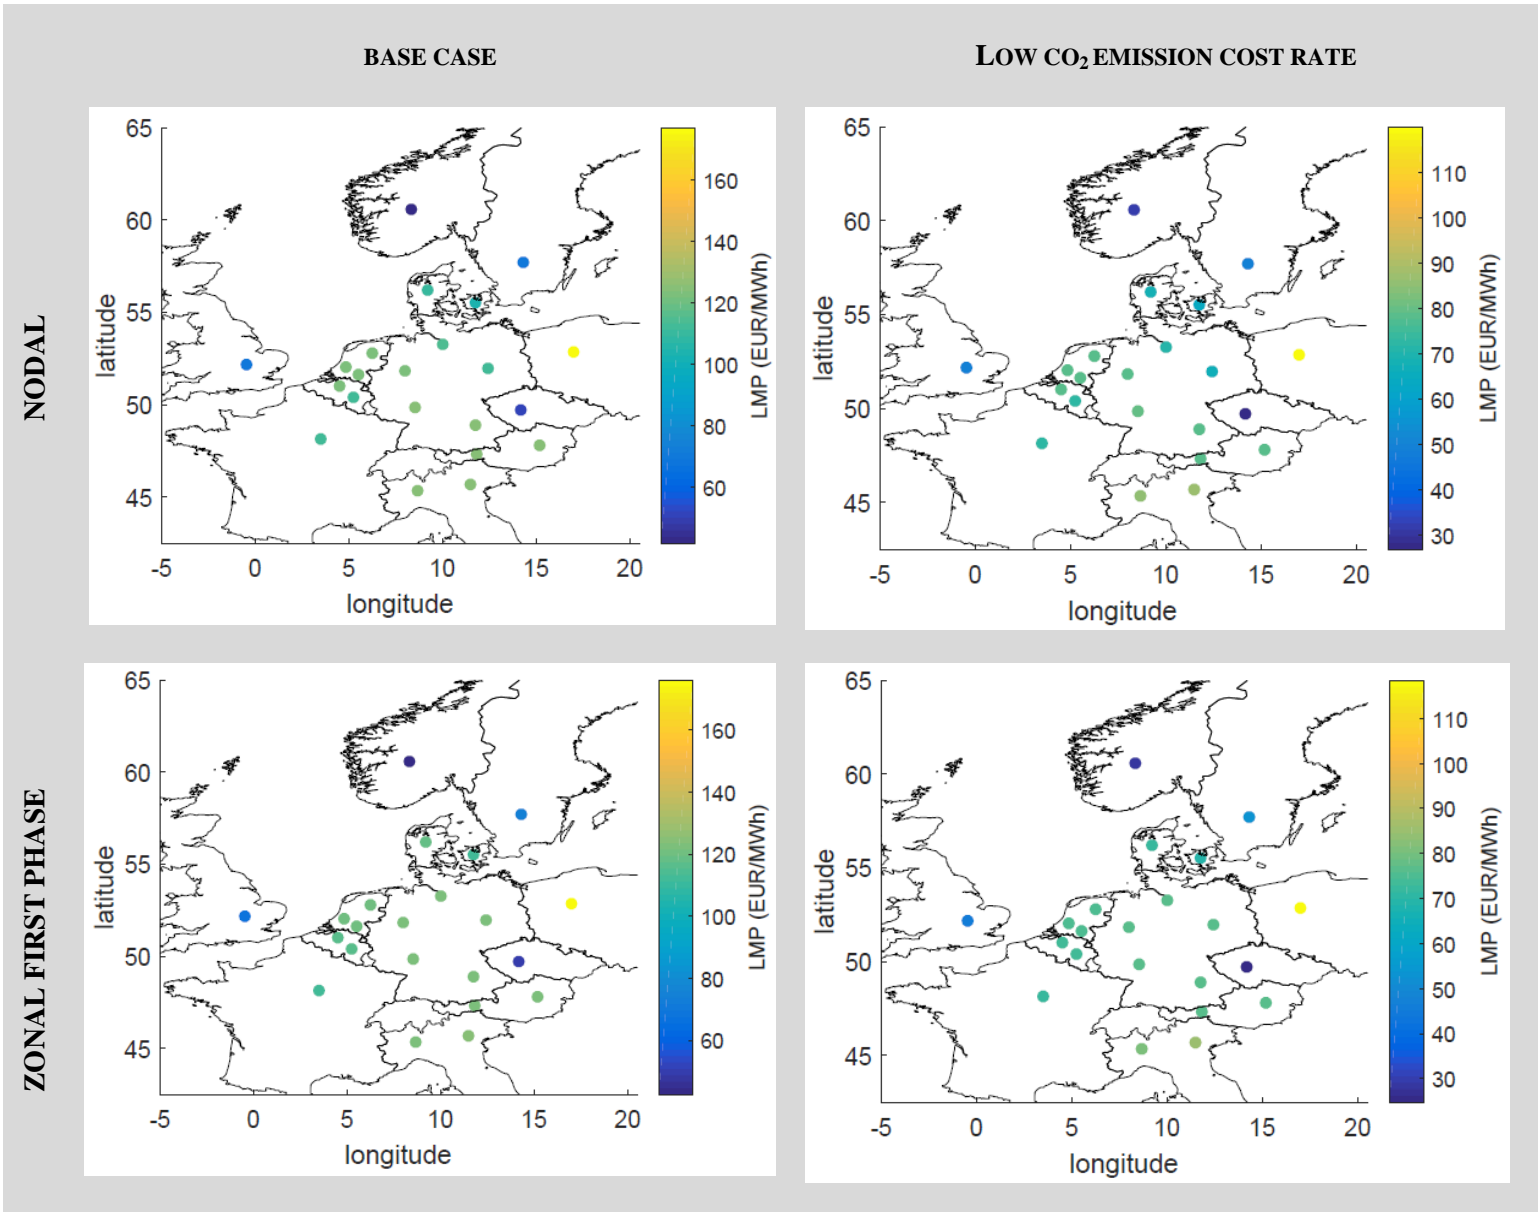 BASE CASE
LOW CO2 EMISSION COST RATE
NODAL
65
60
55
50
45
latitude
-5 0 5 10 15 20
longitude
160
140
120
100
80
60
LMP (EUR/MWh)
65
60
55
50
45
latitude
-5 0 5 10 15 20
longitude
110
100
90
80
70
60
50
40
30
LMP (EUR/MWh)
ZONAL FIRST PHASE
65
60
55
50
45
latitude
-5 0 5 10 15 20
longitude
160
140
120
100
80
60
LMP (EUR/MWh)
65
60
55
50
45
latitude
-5 0 5 10 15 20
longitude
110
100
90
80
70
60
50
40
30
LMP (EUR/MWh)